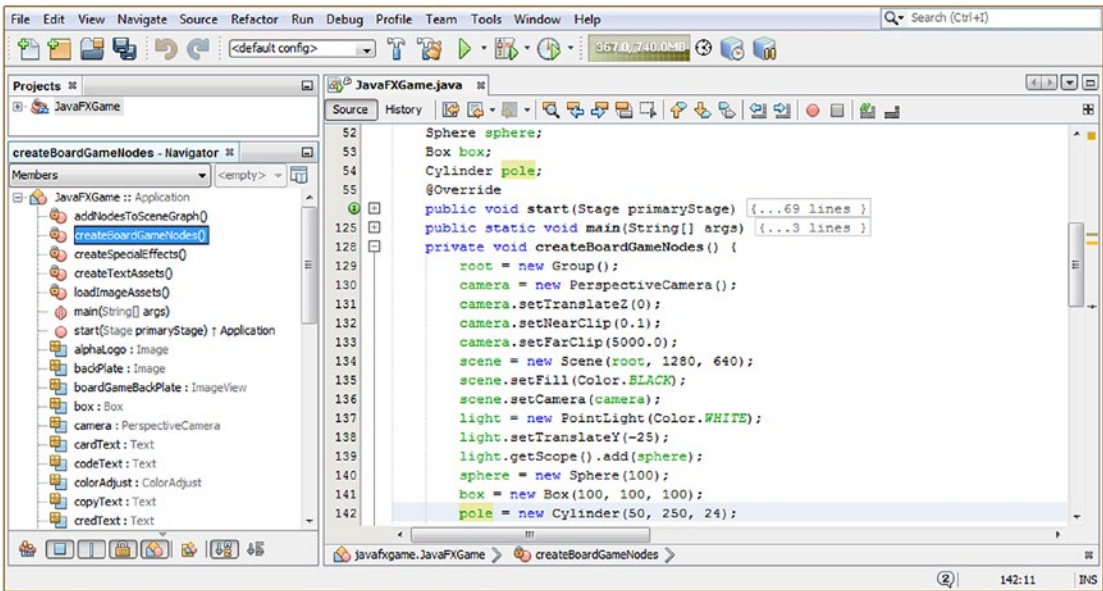 File Edit View Navigate Source Refactor Run Debug Profile Team Tools Window Help
Search (Ctrl+I)
<default config>
367.0/740.0MB
Projects
JavaFXGame
createBoardGameNodes - Navigator
Members
<empty>
JavaFXGame :: Application
addNodesToSceneGraph()
createBoardGameNodes()
createSpecialEffects()
createTextAssets()
loadImageAssets()
main(String[] args)
start(Stage primaryStage) ↑ Application
alphaLogo : Image
backPlate : Image
boardGameBackPlate : ImageView
box : Box
camera : PerspectiveCamera
cardText : Text
codeText : Text
colorAdjust : ColorAdjust
copyText : Text
credText : Text
JavaFXGame.java
Source History
52 Sphere sphere;
53 Box box;
54 Cylinder pole;
55 @Override
public void start(Stage primaryStage) {...69 lines }
125 public static void main(String[] args) {...3 lines }
128 private void createBoardGameNodes() {
129 root = new Group();
130 camera = new PerspectiveCamera();
131 camera.setTranslateZ(0);
132 camera.setNearClip(0.1);
133 camera.setFarClip(5000.0);
134 scene = new Scene(root, 1280, 640);
135 scene.setFill(Color.BLACK);
136 scene.setCamera(camera);
137 light = new PointLight(Color.WHITE);
138 light.setTranslateY(-25);
139 light.getScope().add(sphere);
140 sphere = new Sphere(100);
141 box = new Box(100, 100, 100);
142 pole = new Cylinder(50, 250, 24);
javafxgame.JavaFXGame
createBoardGameNodes
2
142:11
INS